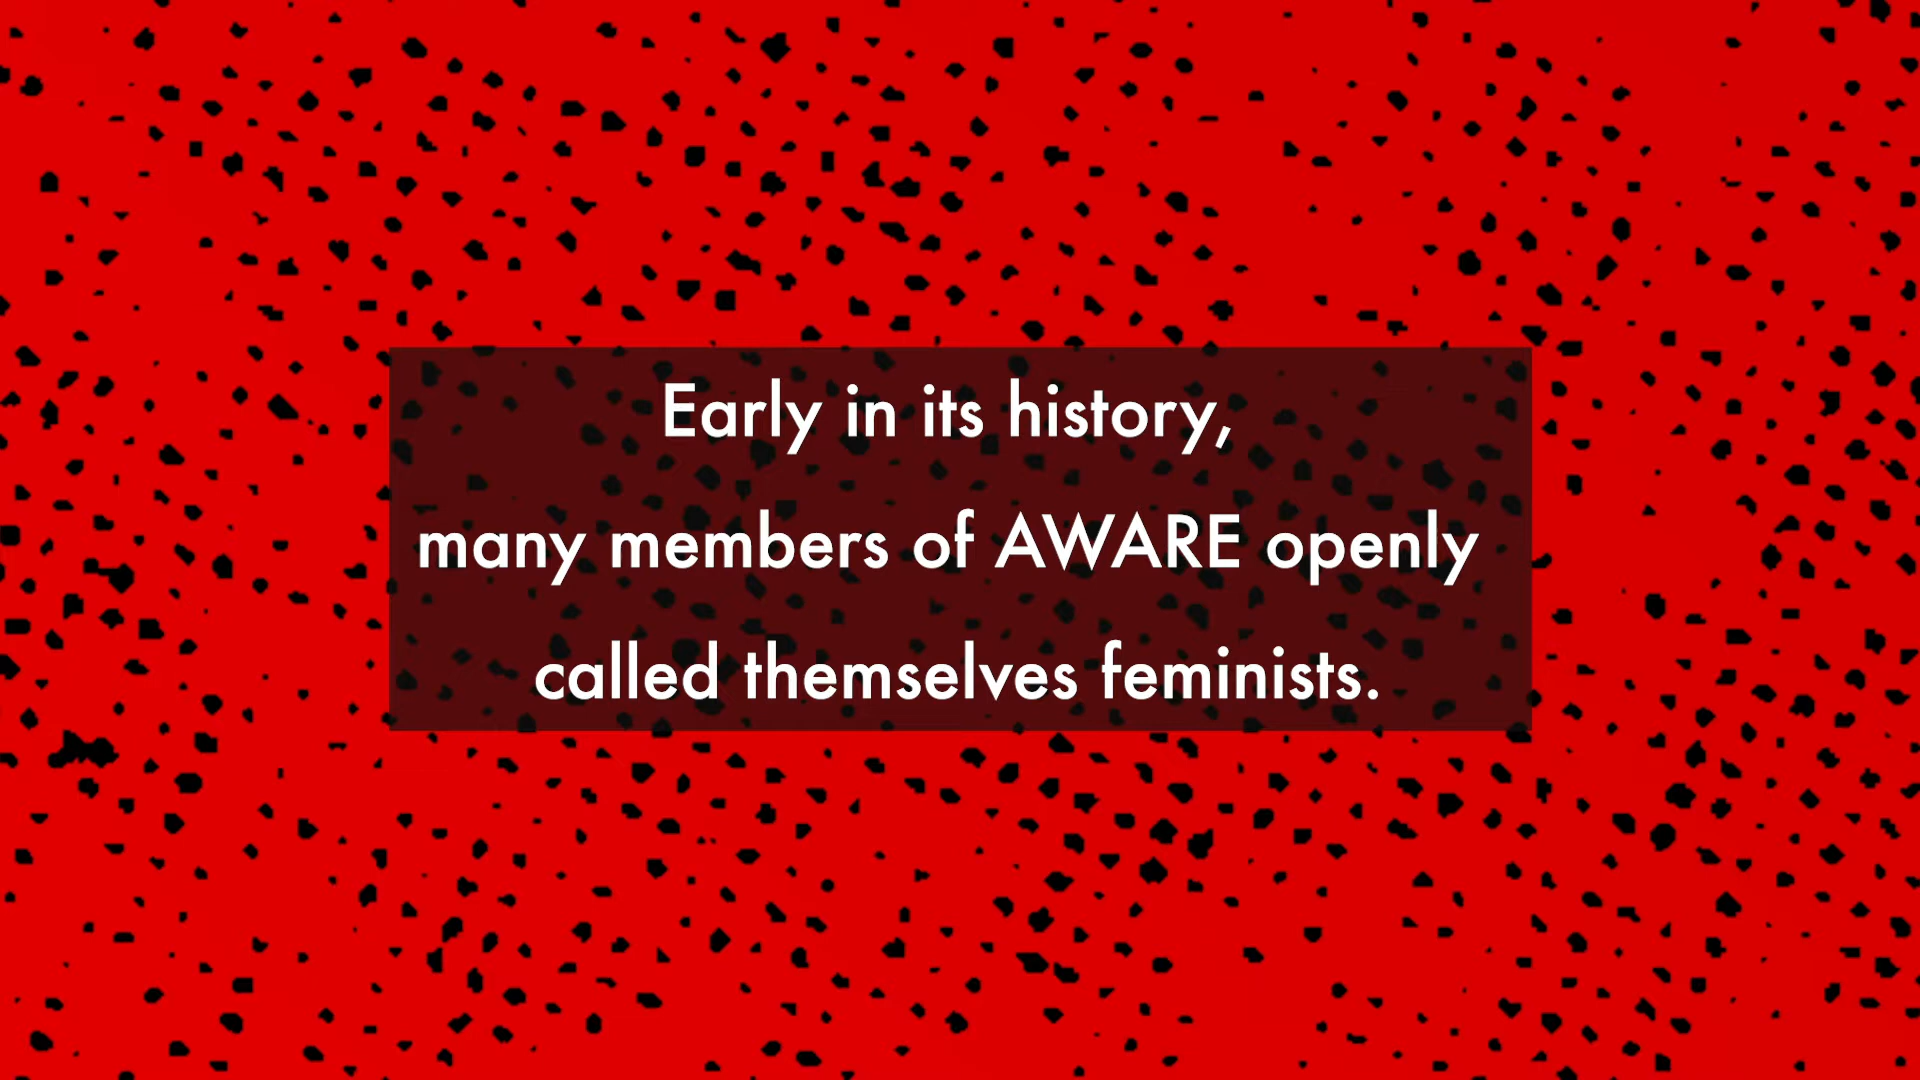 Early in its history,
many members of AWARE openly
called themselves feminists.